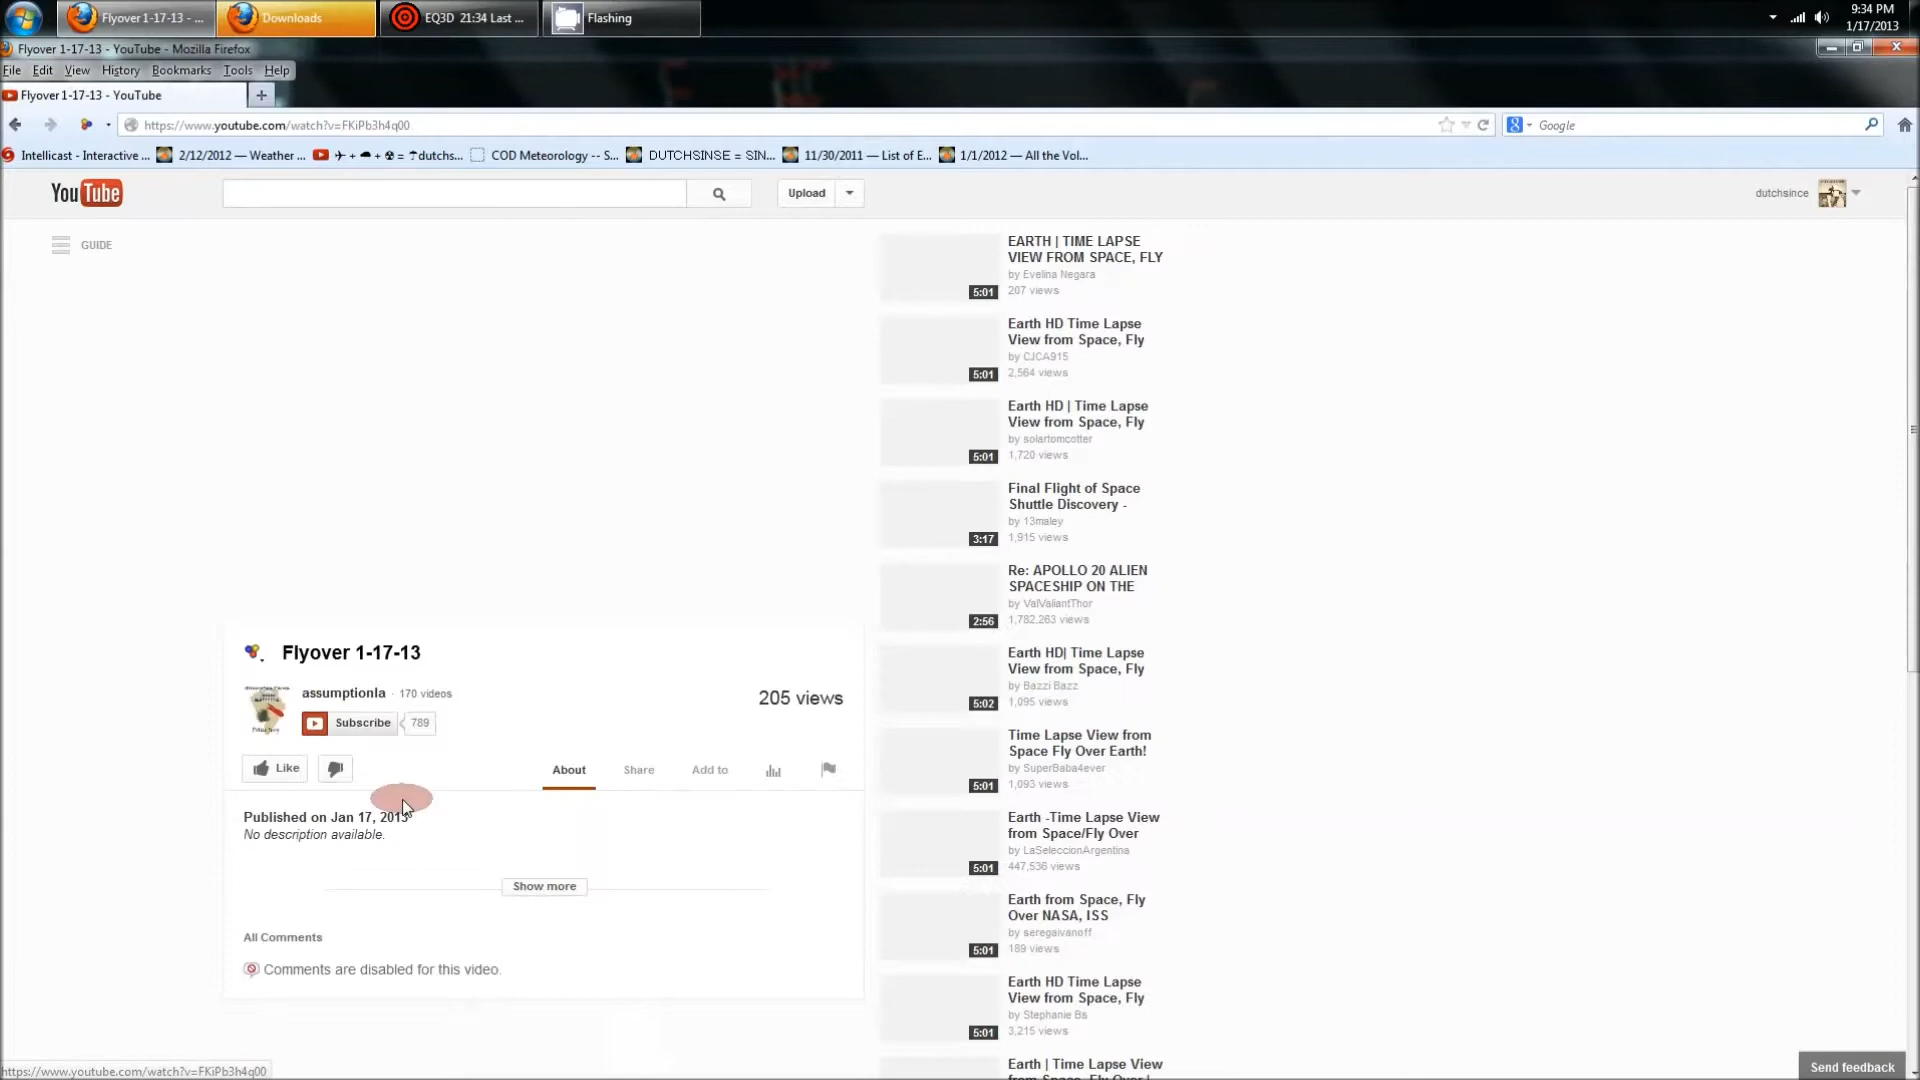 Flyover 1-17-13 - ...
Downloads
EQ3D 21:34 Last ...
Flashing
9:34 PM
1/17/2013
Flyover 1-17-13 - YouTube - Mozilla Firefox
File Edit View History Bookmarks Tools Help
Flyover 1-17-13 - YouTube
https://www.youtube.com/watch?v=FKiPb3h4q00
Google
Intellicast - Interactive ...
2/12/2012 — Weather ...
✈ + ☁ + ☢ = ☂dutchs...
COD Meteorology -- S...
DUTCHSINSE = SIN...
11/30/2011 — List of E...
1/1/2012 — All the Vol...
YouTube
Upload
dutchsince
GUIDE
EARTH | TIME LAPSE
VIEW FROM SPACE, FLY
by Evelina Negara
207 views
5:01
Earth HD Time Lapse
View from Space, Fly
by CJCA915
2,564 views
5:01
Earth HD | Time Lapse
View from Space, Fly
by solartomcotter
1,720 views
5:01
Final Flight of Space
Shuttle Discovery -
by 13maley
1,915 views
3:17
Re: APOLLO 20 ALIEN
SPACESHIP ON THE
by ValValiantThor
1,782,263 views
2:56
Earth HD| Time Lapse
View from Space, Fly
by Bazzi Bazz
1,095 views
5:02
Time Lapse View from
Space Fly Over Earth!
by SuperBaba4ever
1,093 views
5:01
Earth -Time Lapse View
from Space/Fly Over
by LaSeleccionArgentina
447,536 views
5:01
Earth from Space, Fly
Over NASA, ISS
by seregaivanoff
189 views
5:01
Earth HD Time Lapse
View from Space, Fly
by Stephanie Bs
3,215 views
5:01
Earth | Time Lapse View
from Space, Fly Over |
Flyover 1-17-13
assumptionla · 170 videos
Subscribe 789
205 views
Like
About Share Add to
Published on Jan 17, 2013
No description available.
Show more
All Comments
Comments are disabled for this video.
https://www.youtube.com/watch?v=FKiPb3h4q00
Send feedback